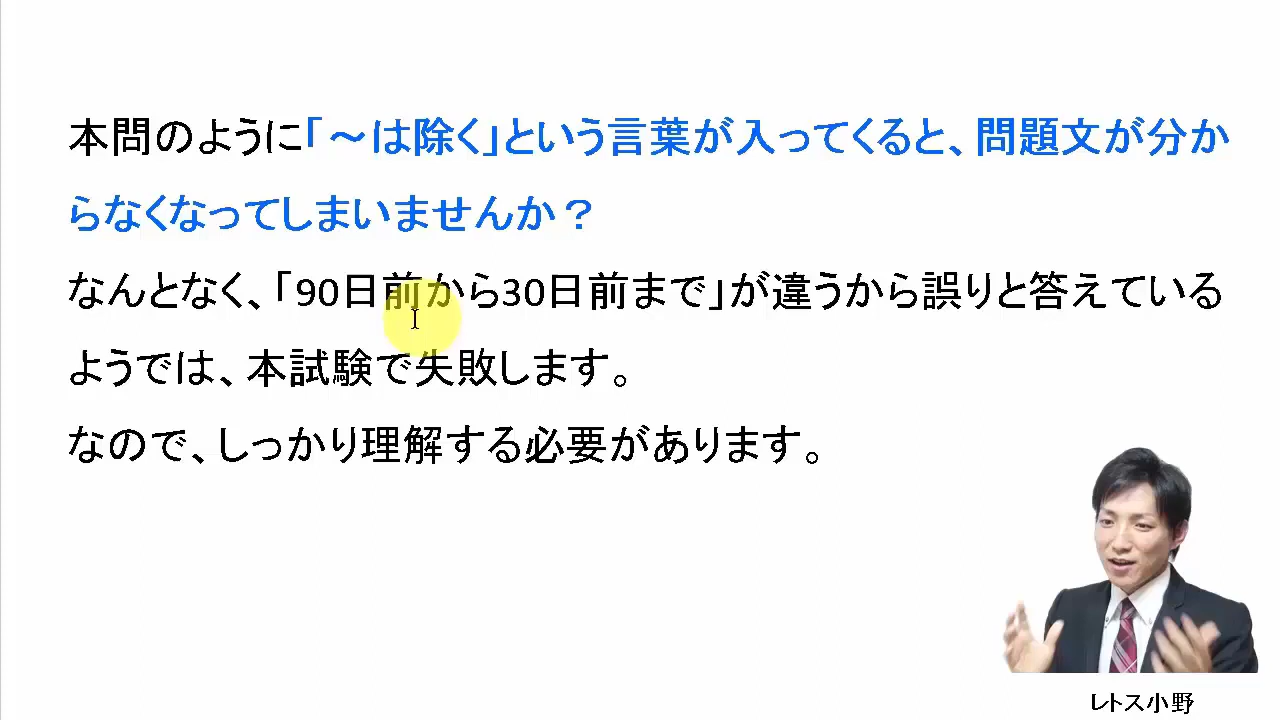 本問のように「～は除く」という言葉が入ってくると、問題文が分か
らなくなってしまいませんか？
なんとなく、「90日前から30日前まで」が違うから誤りと答えている
ようでは、本試験で失敗します。
なので、しっかり理解する必要があります。
レトス小野